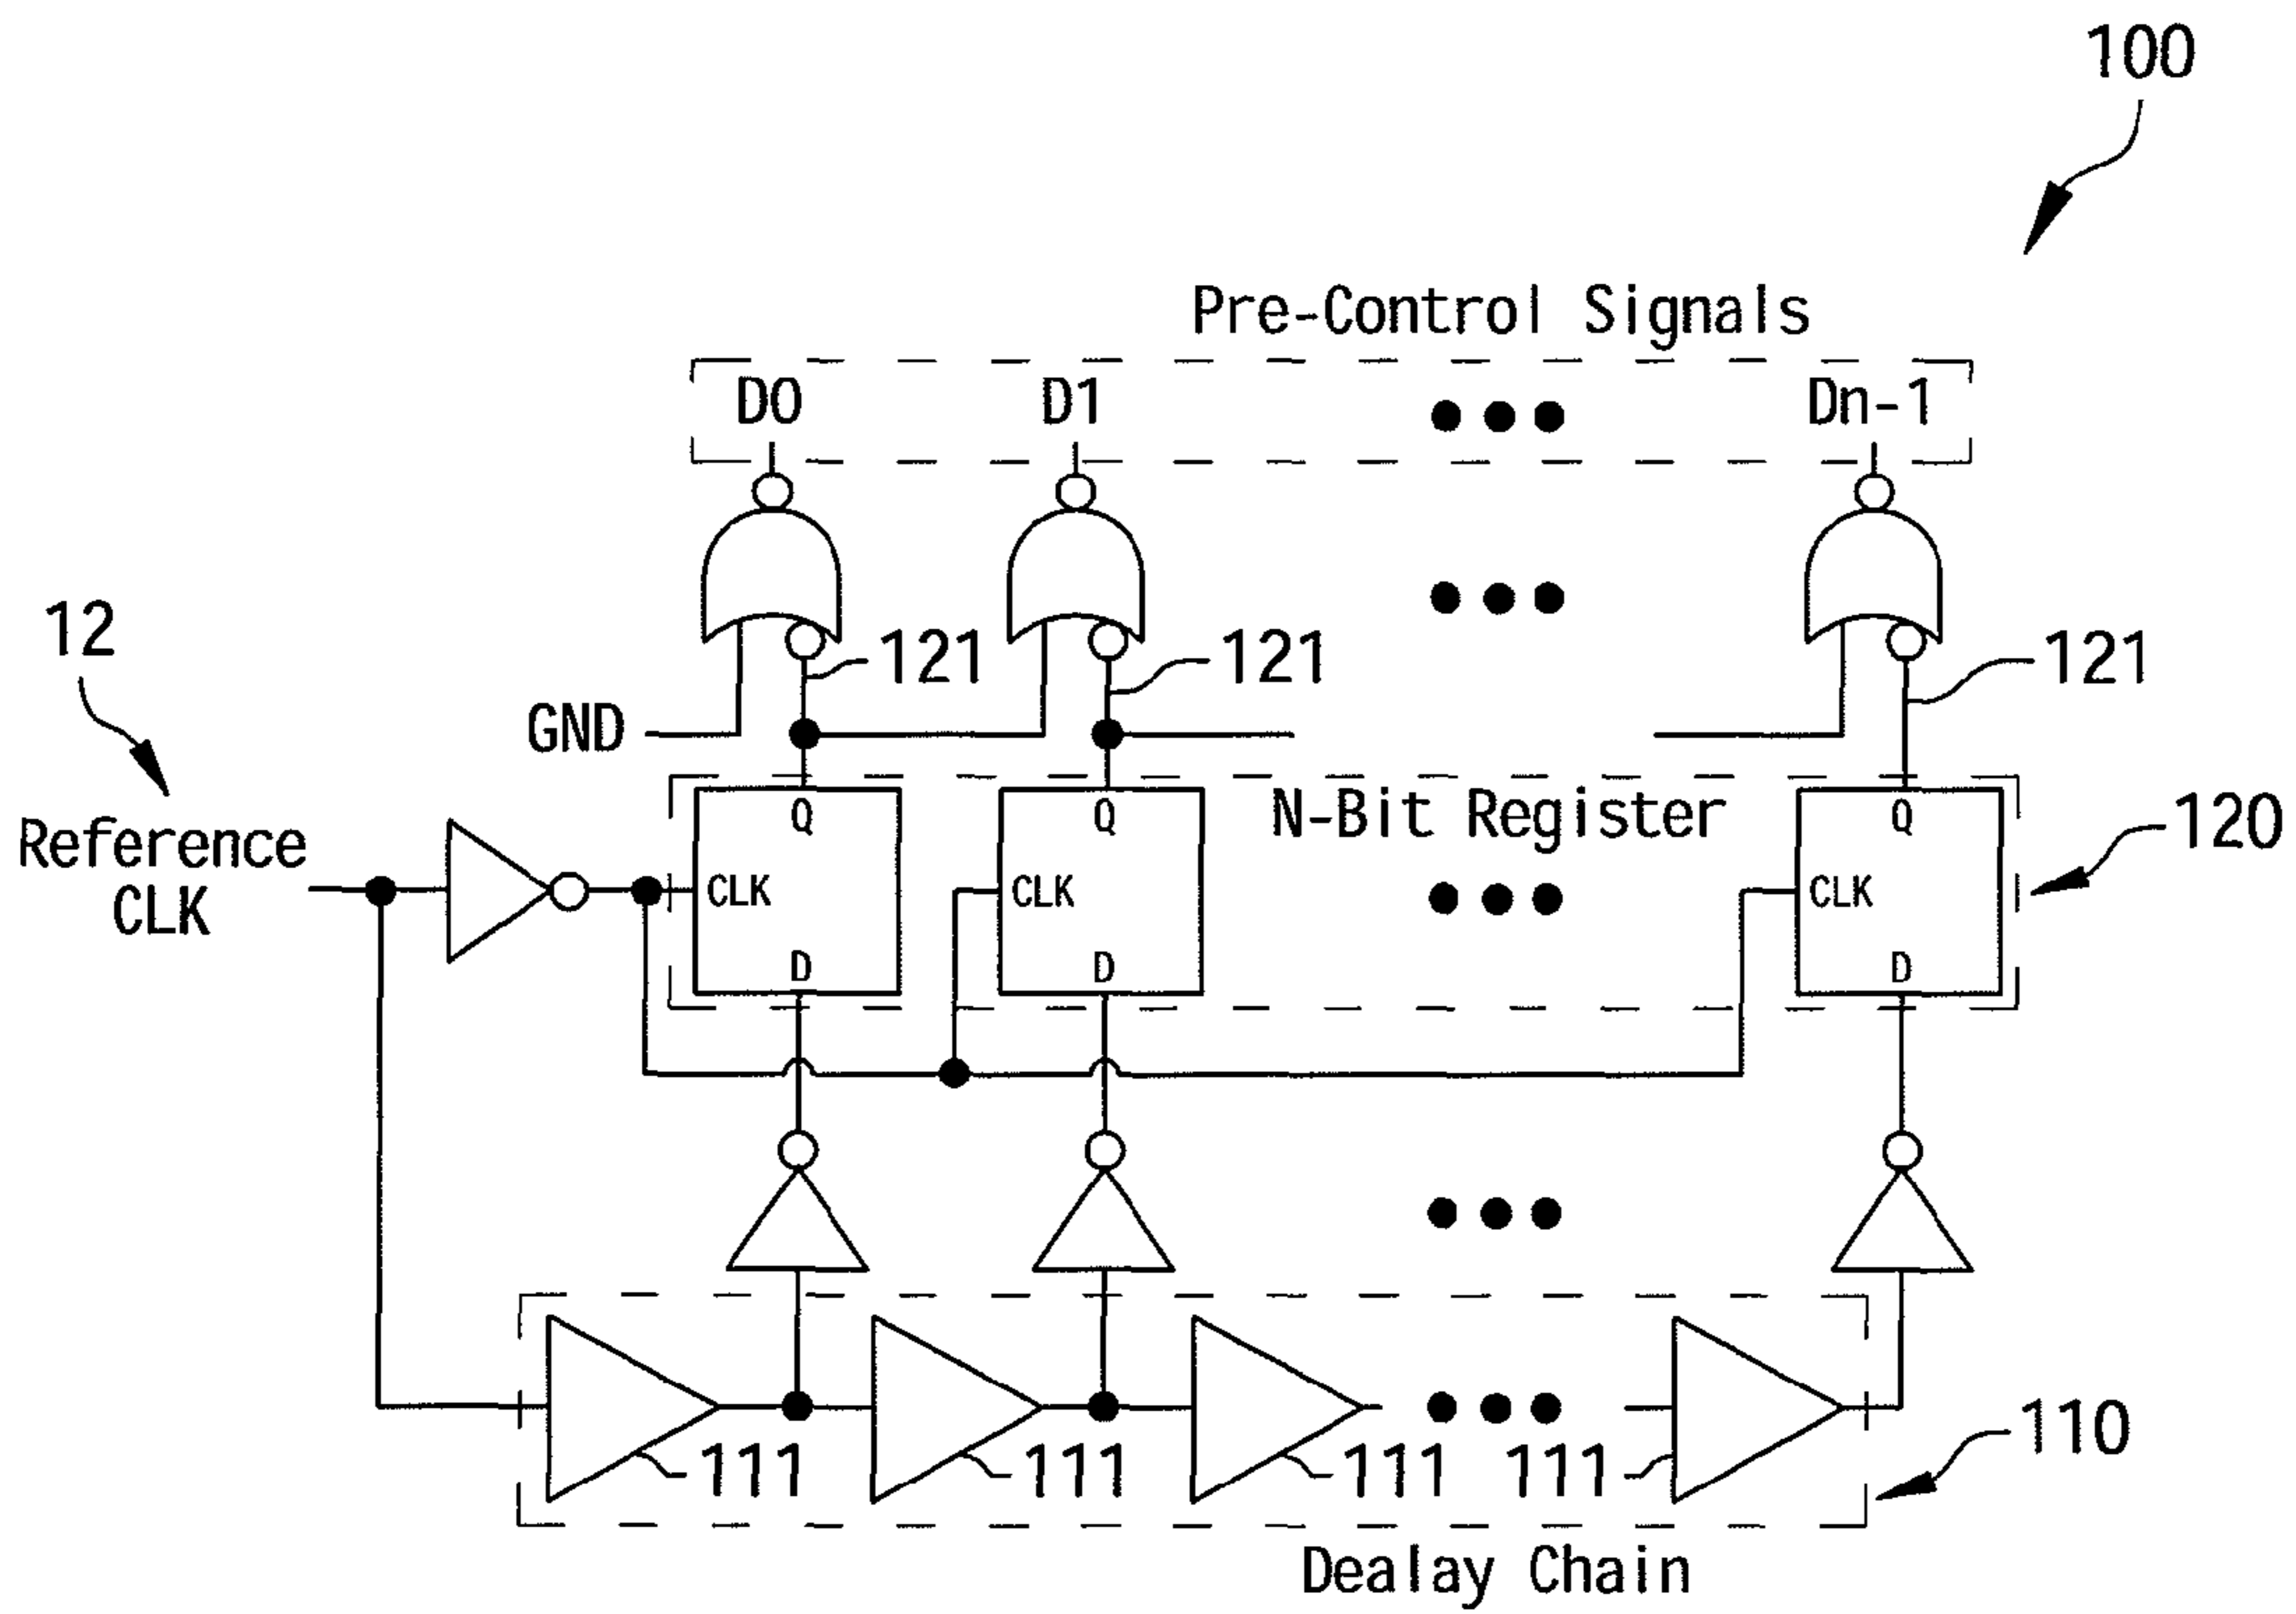 100
Pre-Control Signals
D0 D1 Dn-1
12
121 121 121
GND
Reference
CLK
N-Bit Register
Q Q Q
120
CLK CLK CLK
D D D
111 111 111 111
110
Dealay Chain